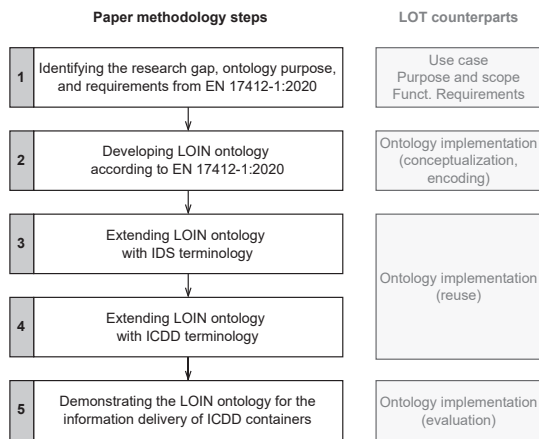 Paper methodology steps
LOT counterparts
1
Identifying the research gap, ontology purpose,
and requirements from EN 17412-1:2020
Use case
Purpose and scope
Funct. Requirements
2
Developing LOIN ontology
according to EN 17412-1:2020
Ontology implementation
(conceptualization,
encoding)
3
Extending LOIN ontology
with IDS terminology
4
Extending LOIN ontology
with ICDD terminology
Ontology implementation
(reuse)
5
Demonstrating the LOIN ontology for the
information delivery of ICDD containers
Ontology implementation
(evaluation)